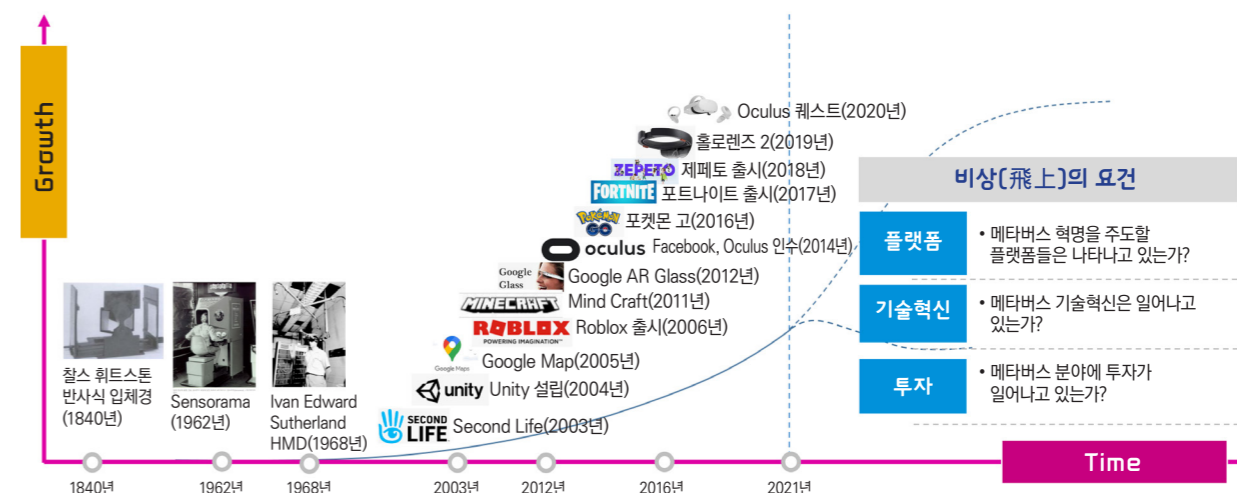 Growth
Oculus 퀘스트(2020년)
홀로렌즈 2(2019년)
ZEPETO 제페토 출시(2018년)
FORTNITE 포트나이트 출시(2017년)
POKÉMON GO 포켓몬 고(2016년)
oculus Facebook, Oculus 인수(2014년)
Google Glass Google AR Glass(2012년)
MINECRAFT Mind Craft(2011년)
ROBLOX Roblox 출시(2006년)
POWERING IMAGINATION™
Google Maps Google Map(2005년)
unity Unity 설립(2004년)
SECOND LIFE Second Life(2003년)
찰스 휘트스톤
반사식 입체경
(1840년)
Sensorama
(1962년)
Ivan Edward
Sutherland
HMD(1968년)
비상(飛上)의 요건
플랫폼
• 메타버스 혁명을 주도할
플랫폼들은 나타나고 있는가?
기술혁신
• 메타버스 기술혁신은 일어나고
있는가?
투자
• 메타버스 분야에 투자가
일어나고 있는가?
Time
1840년
1962년
1968년
2003년
2012년
2016년
2021년